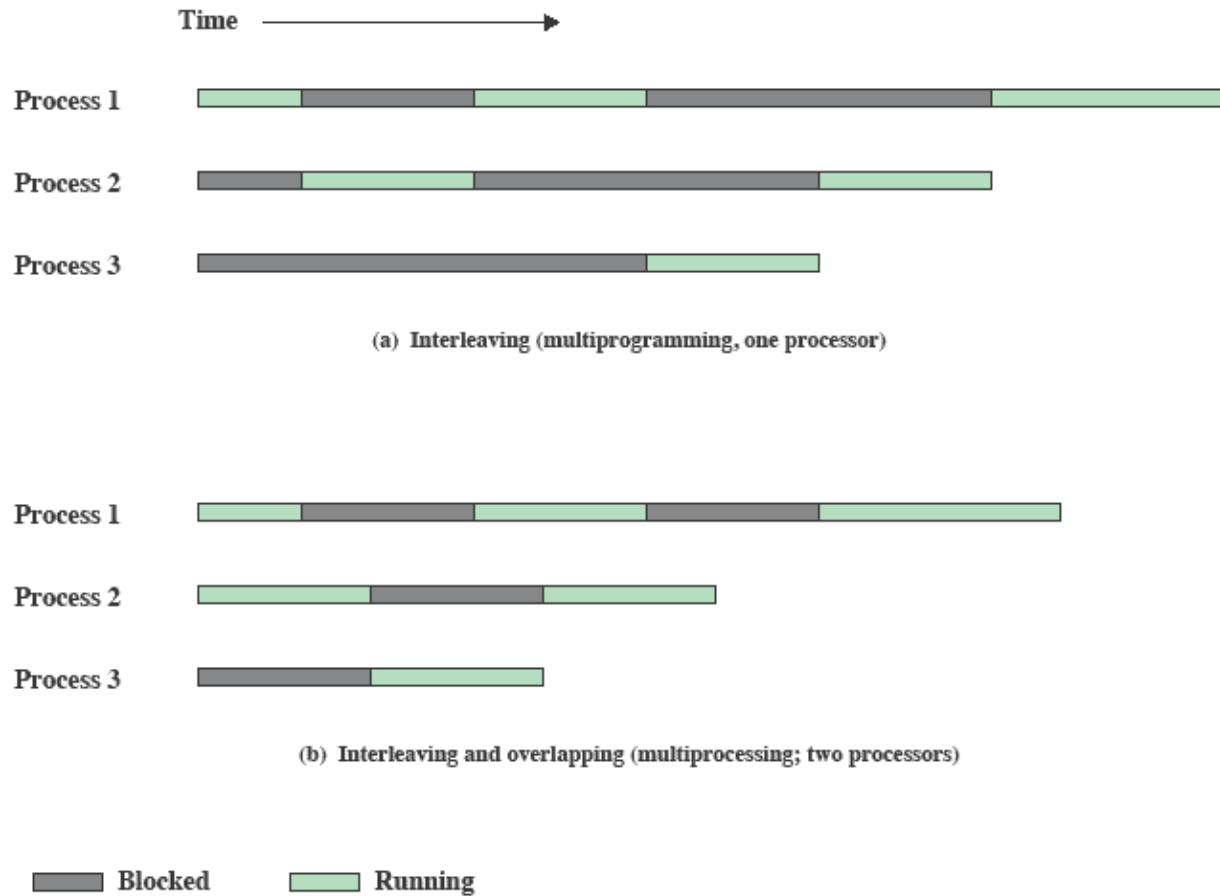 Time
Process 1
Process 2
Process 3
(a) Interleaving (multiprogramming, one processor)
Process 1
Process 2
Process 3
(b) Interleaving and overlapping (multiprocessing; two processors)
Blocked Running